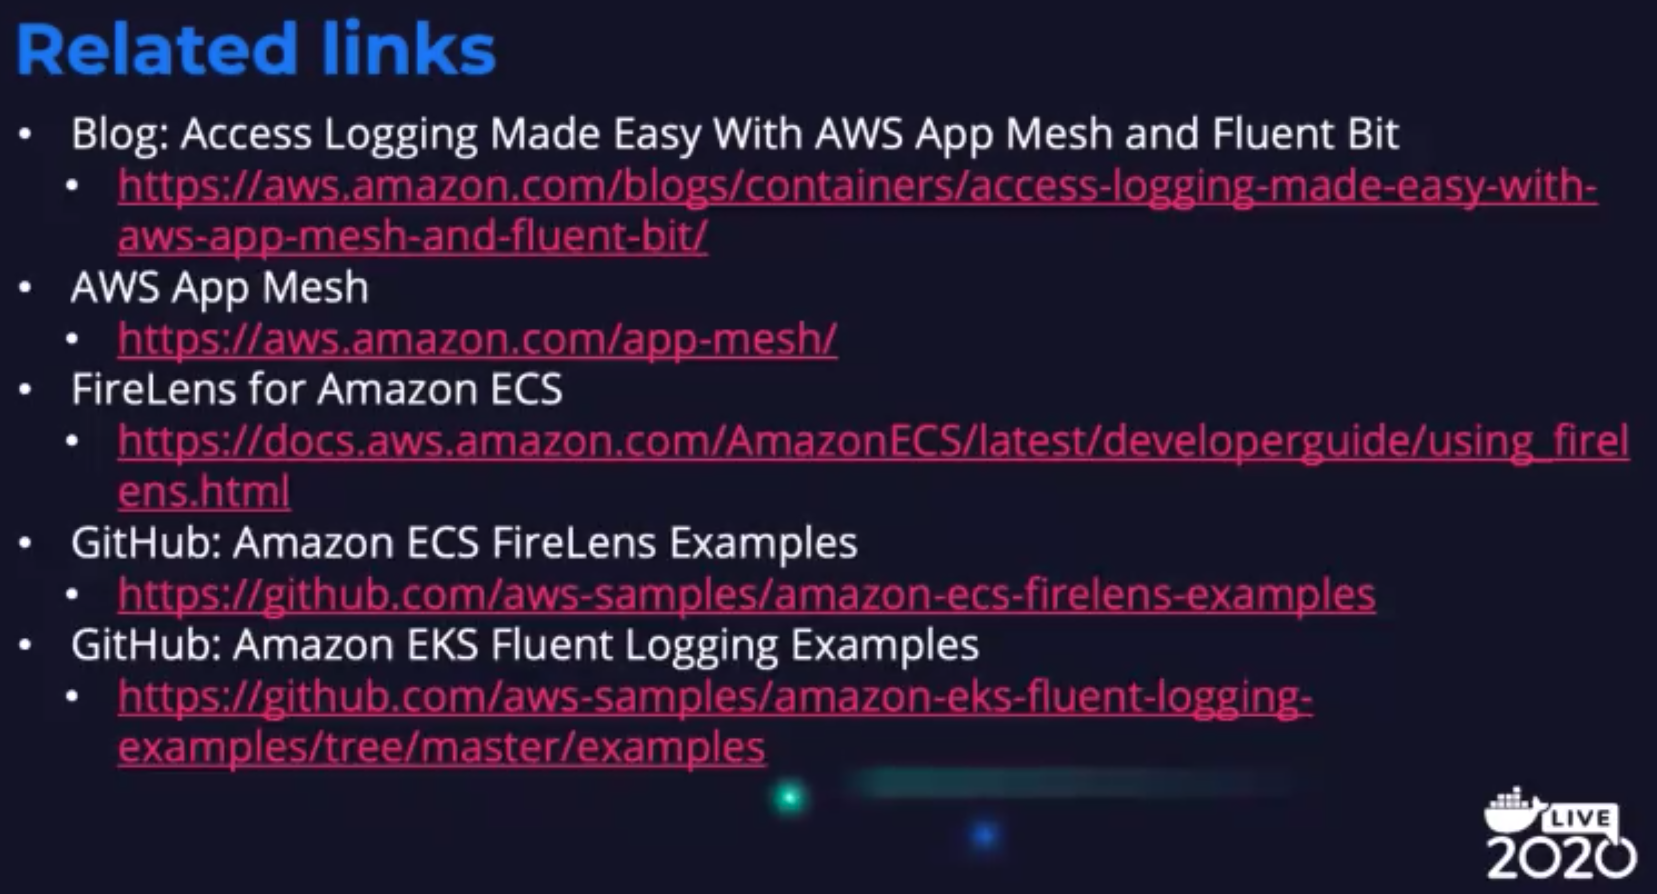 Related links
• Blog: Access Logging Made Easy With AWS App Mesh and Fluent Bit
• https://aws.amazon.com/blogs/containers/access-logging-made-easy-with-
aws-app-mesh-and-fluent-bit/
• AWS App Mesh
• https://aws.amazon.com/app-mesh/
• FireLens for Amazon ECS
• https://docs.aws.amazon.com/AmazonECS/latest/developerguide/using_firel
ens.html
• GitHub: Amazon ECS FireLens Examples
• https://github.com/aws-samples/amazon-ecs-firelens-examples
• GitHub: Amazon EKS Fluent Logging Examples
• https://github.com/aws-samples/amazon-eks-fluent-logging-
examples/tree/master/examples
LIVE
2020